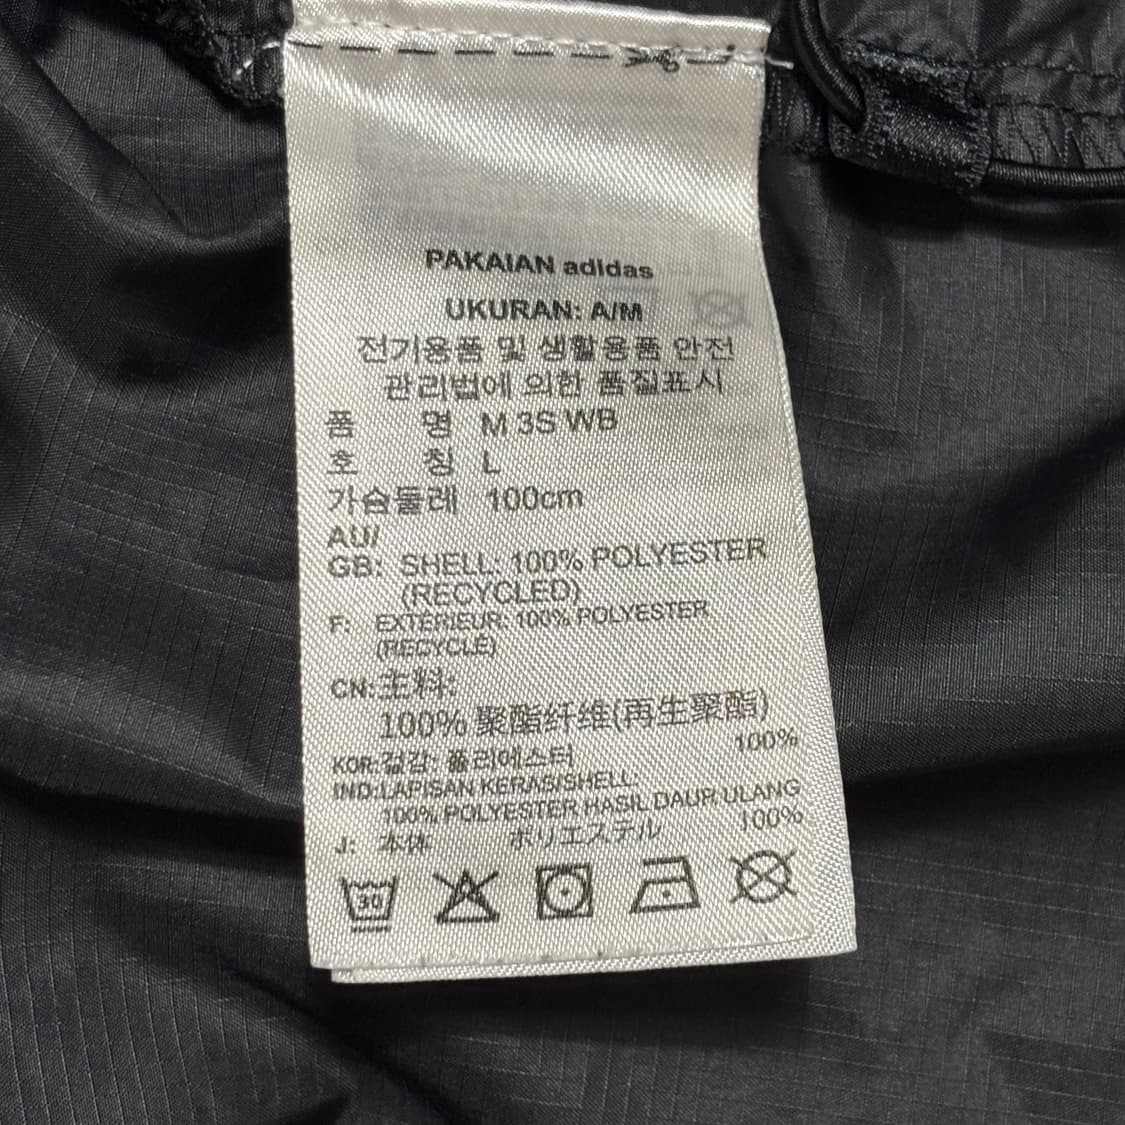 PAKAIAN adidas
UKURAN: A/M
전기용품 및 생활용품 안전
관리법에 의한 품질표시
품 명 M 3S WB
호 칭 L
가슴둘레 100cm
AU/
GB: SHELL: 100% POLYESTER
(RECYCLED)
F: EXTERIEUR: 100% POLYESTER
(RECYCLÉ)
CN: 主料:
100% 聚酯纤维(再生聚酯)
KOR: 겉감: 폴리에스터 100%
IND: LAPISAN KERAS/SHELL:
100% POLYESTER HASIL DAUR ULANG
J: 本体 ポリエステル 100%
30